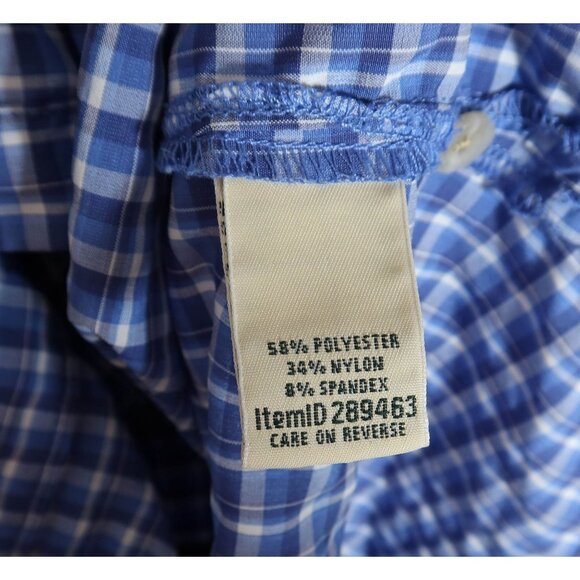 58% POLYESTER
34% NYLON
8% SPANDEX
ItemID 289463
CARE ON REVERSE